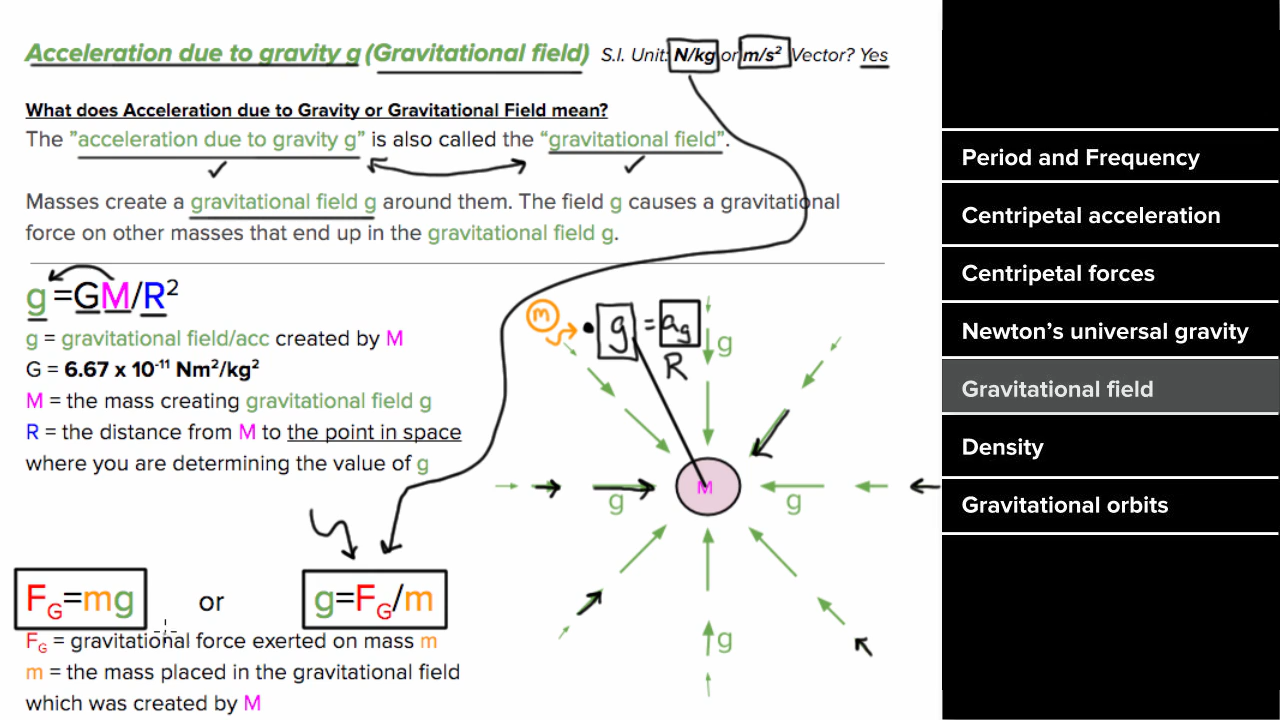 Acceleration due to gravity g (Gravitational field) S.I. Unit: N/kg or m/s² Vector? Yes
What does Acceleration due to Gravity or Gravitational Field mean?
The ”acceleration due to gravity g” is also called the “gravitational field”.
Masses create a gravitational field g around them. The field g causes a gravitational
force on other masses that end up in the gravitational field g.
g =GM/R²
g = gravitational field/acc created by M
G = 6.67 x 10⁻¹¹ Nm²/kg²
M = the mass creating gravitational field g
R = the distance from M to the point in space
where you are determining the value of g
F_G=mg or g=F_G/m
F_G = gravitational force exerted on mass m
m = the mass placed in the gravitational field
which was created by M
m g = a_g
g
R
g M g
g
Period and Frequency
Centripetal acceleration
Centripetal forces
Newton’s universal gravity
Gravitational field
Density
Gravitational orbits